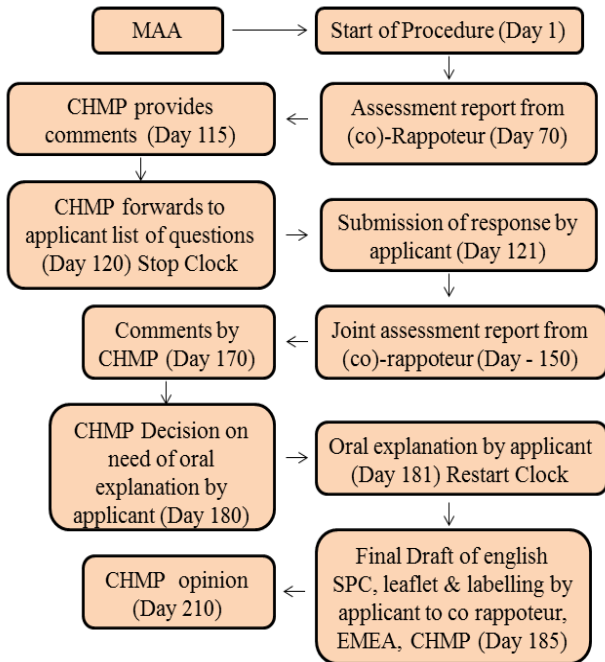 MAA
Start of Procedure (Day 1)
Assessment report from
(co)-Rappoteur (Day 70)
CHMP provides
comments (Day 115)
CHMP forwards to
applicant list of questions
(Day 120) Stop Clock
Submission of response by
applicant (Day 121)
Joint assessment report from
(co)-rappoteur (Day - 150)
Comments by
CHMP (Day 170)
CHMP Decision on
need of oral
explanation by
applicant (Day 180)
Oral explanation by applicant
(Day 181) Restart Clock
Final Draft of english
SPC, leaflet & labelling by
applicant to co rappoteur,
EMEA, CHMP (Day 185)
CHMP opinion
(Day 210)